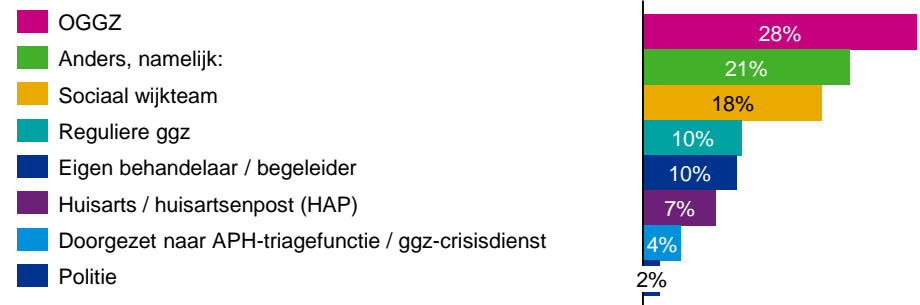 OGGZ 28%
Anders, namelijk: 21%
Sociaal wijkteam 18%
Reguliere ggz 10%
Eigen behandelaar / begeleider 10%
Huisarts / huisartsenpost (HAP) 7%
Doorgezet naar APH-triagefunctie / ggz-crisisdienst 4%
Politie 2%